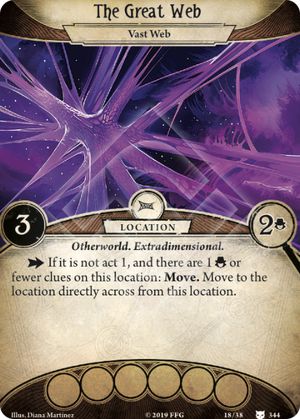 The Great Web
Vast Web
3
LOCATION
2
Otherworld. Extradimensional.
If it is not act 1, and there are 1 or
fewer clues on this location: Move. Move to the
location directly across from this location.
Illus. Diana Martinez © 2019 FFG 18/38 344